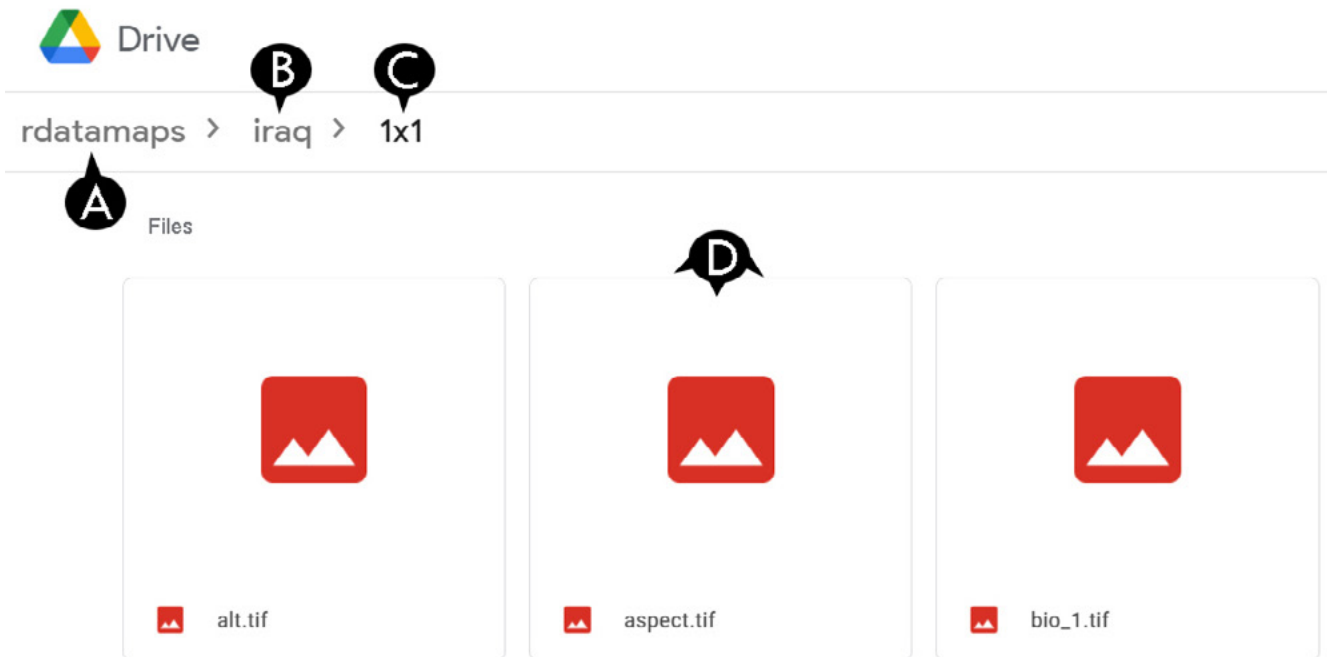 Drive
B
C
rdatamaps > iraq > 1x1
A
Files
D
alt.tif
aspect.tif
bio_1.tif